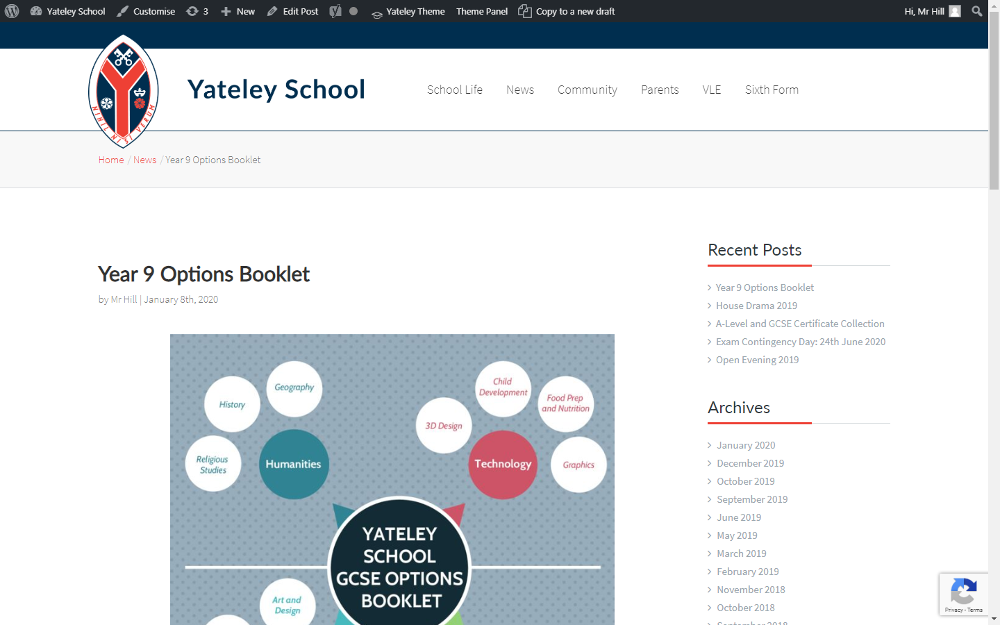 Yateley School Customise 3 New Edit Post Yateley Theme Theme Panel Copy to a new draft Hi, Mr Hill
Yateley School
School Life News Community Parents VLE Sixth Form
NIHIL NISI VERUM
Home / News / Year 9 Options Booklet
Year 9 Options Booklet
by Mr Hill | January 8th, 2020
Geography
History
Religious
Studies
Humanities
Child
Development
Food Prep
and Nutrition
3D Design
Technology
Graphics
YATELEY
SCHOOL
GCSE OPTIONS
BOOKLET
Art and
Design
Recent Posts
> Year 9 Options Booklet
> House Drama 2019
> A-Level and GCSE Certificate Collection
> Exam Contingency Day: 24th June 2020
> Open Evening 2019
Archives
> January 2020
> December 2019
> October 2019
> September 2019
> June 2019
> May 2019
> March 2019
> February 2019
> November 2018
> October 2018
> September 2018
Privacy - Terms